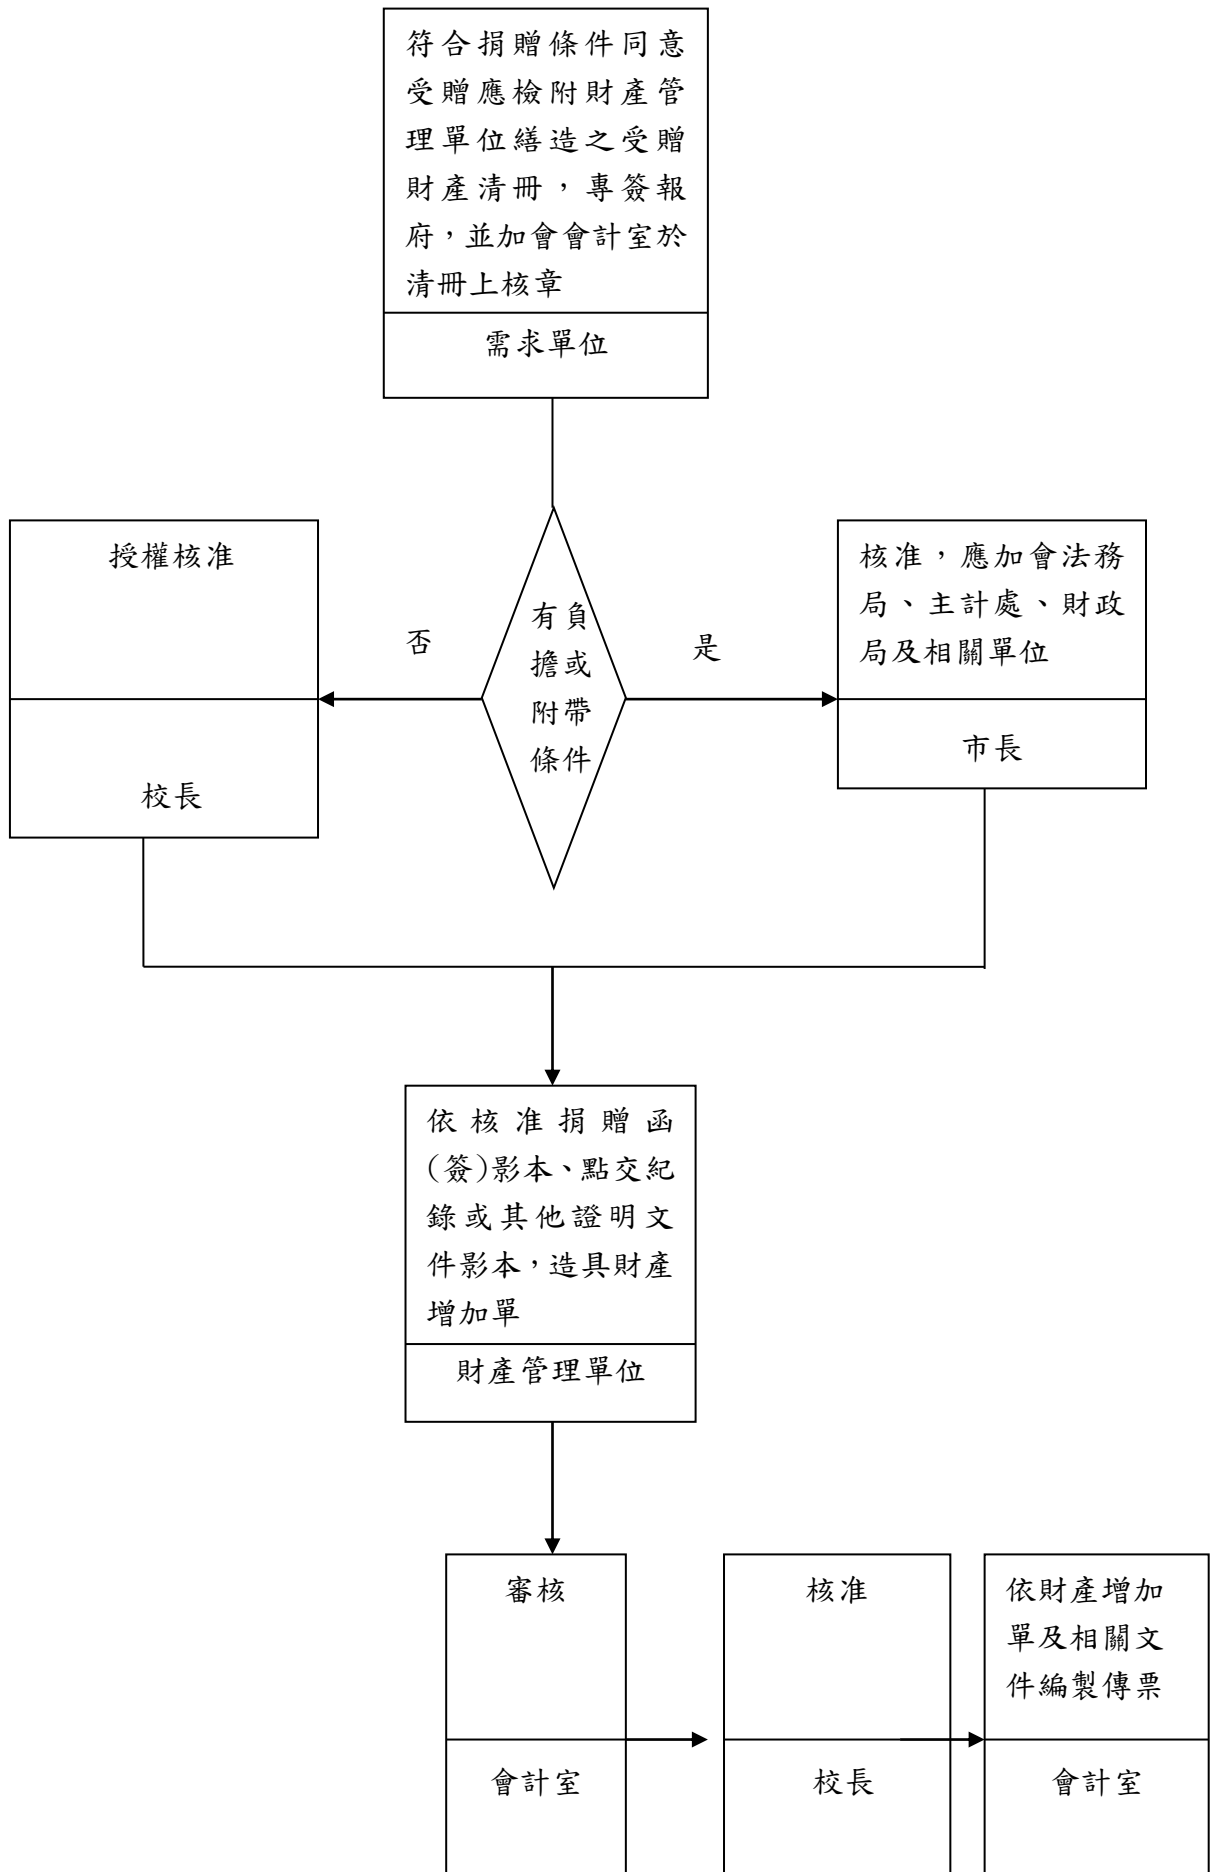 符合捐贈條件同意
受贈應檢附財產管
理單位繕造之受贈
財產清冊，專簽報
府，並加會會計室於
清冊上核章
需求單位
授權核准
校長
否
有負
擔或
附帶
條件
是
核准，應加會法務
局、主計處、財政
局及相關單位
市長
依核准捐贈函
(簽)影本、點交紀
錄或其他證明文
件影本，造具財產
增加單
財產管理單位
審核
會計室
核准
校長
依財產增加
單及相關文
件編製傳票
會計室